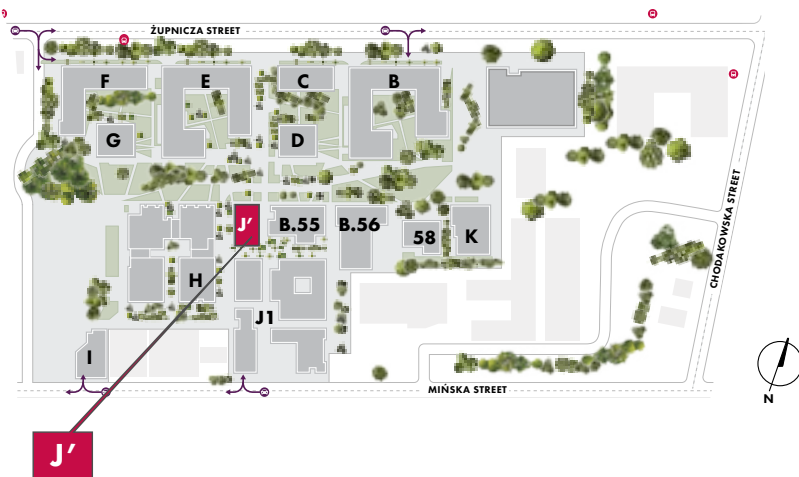 ŻUPNICZA STREET
F
E
C
B
G
D
J’
B.55
B.56
58
K
H
J1
I
CHODAKOWSKA STREET
MIŃSKA STREET
N
J’